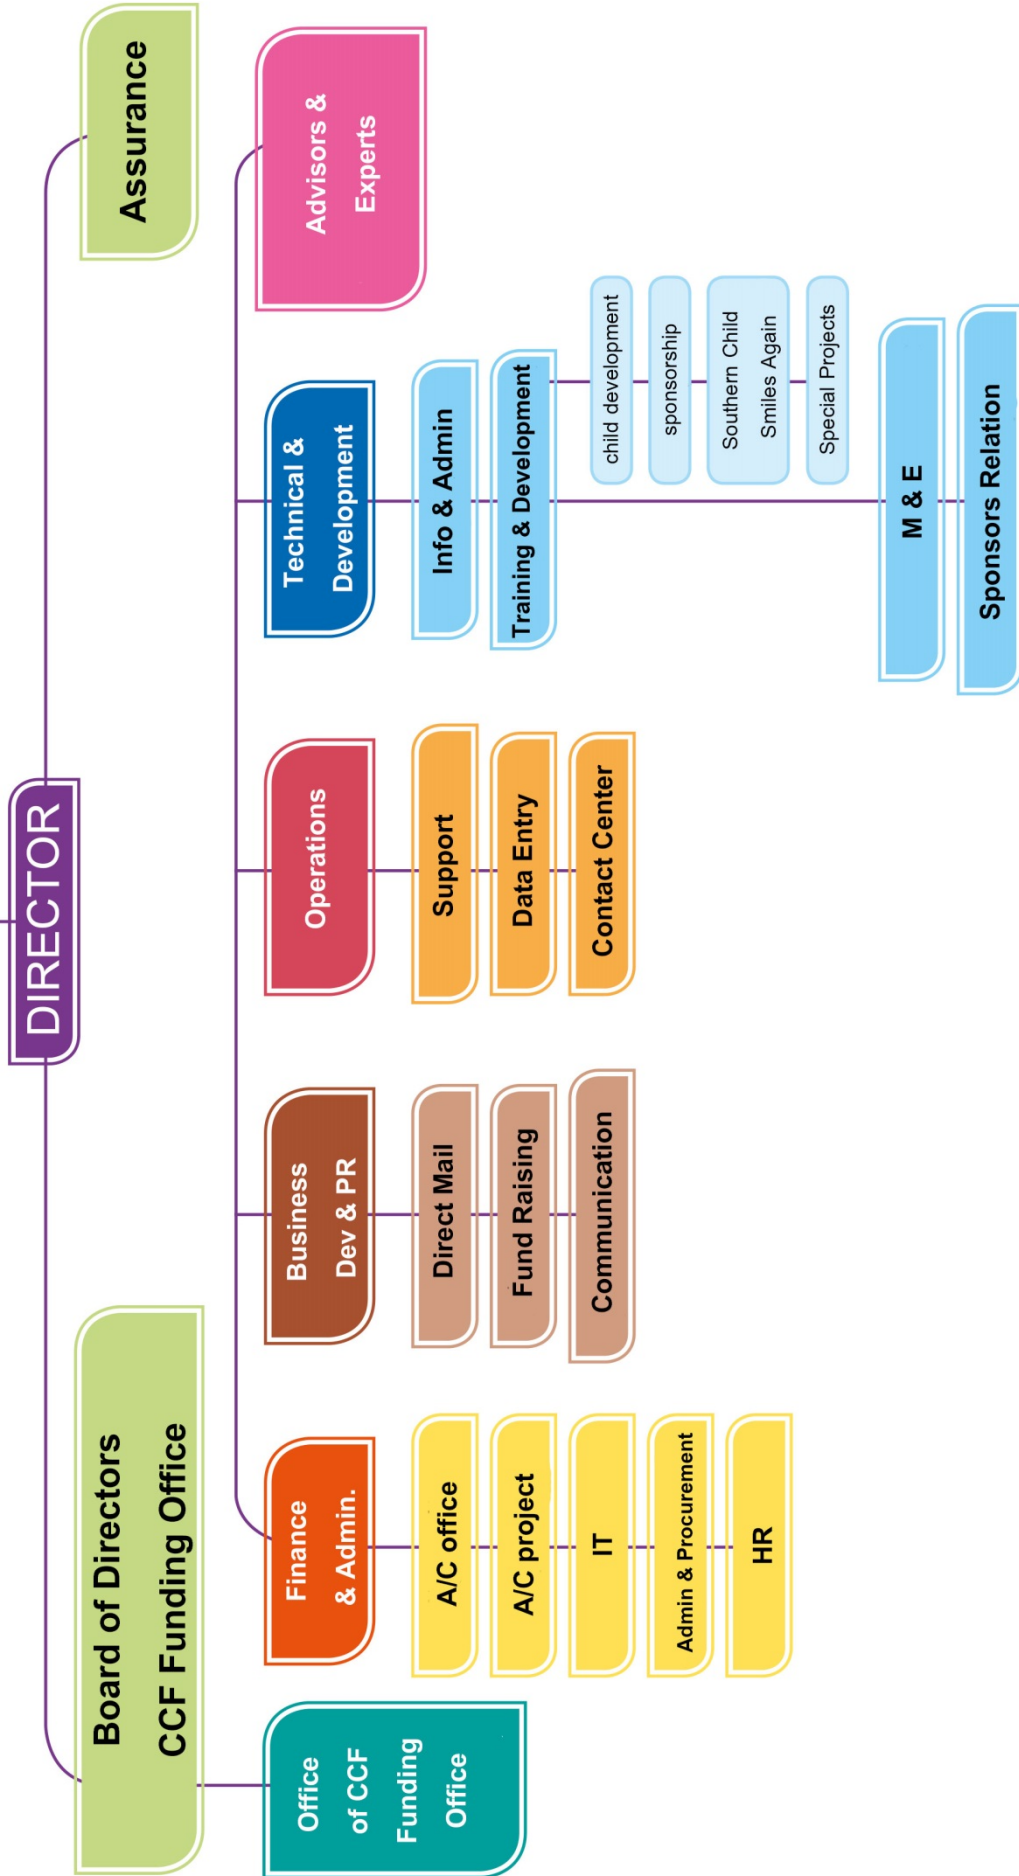 DIRECTOR
Board of Directors
CCF Funding Office
Assurance
Office
of CCF
Funding
Office
Finance
& Admin.
A/C office
A/C project
IT
Admin & Procurement
HR
Business
Dev & PR
Direct Mail
Fund Raising
Communication
Operations
Support
Data Entry
Contact Center
Technical &
Development
Info & Admin
Training & Development
child development
sponsorship
Southern Child
Smiles Again
Special Projects
M & E
Sponsors Relation
Advisors &
Experts